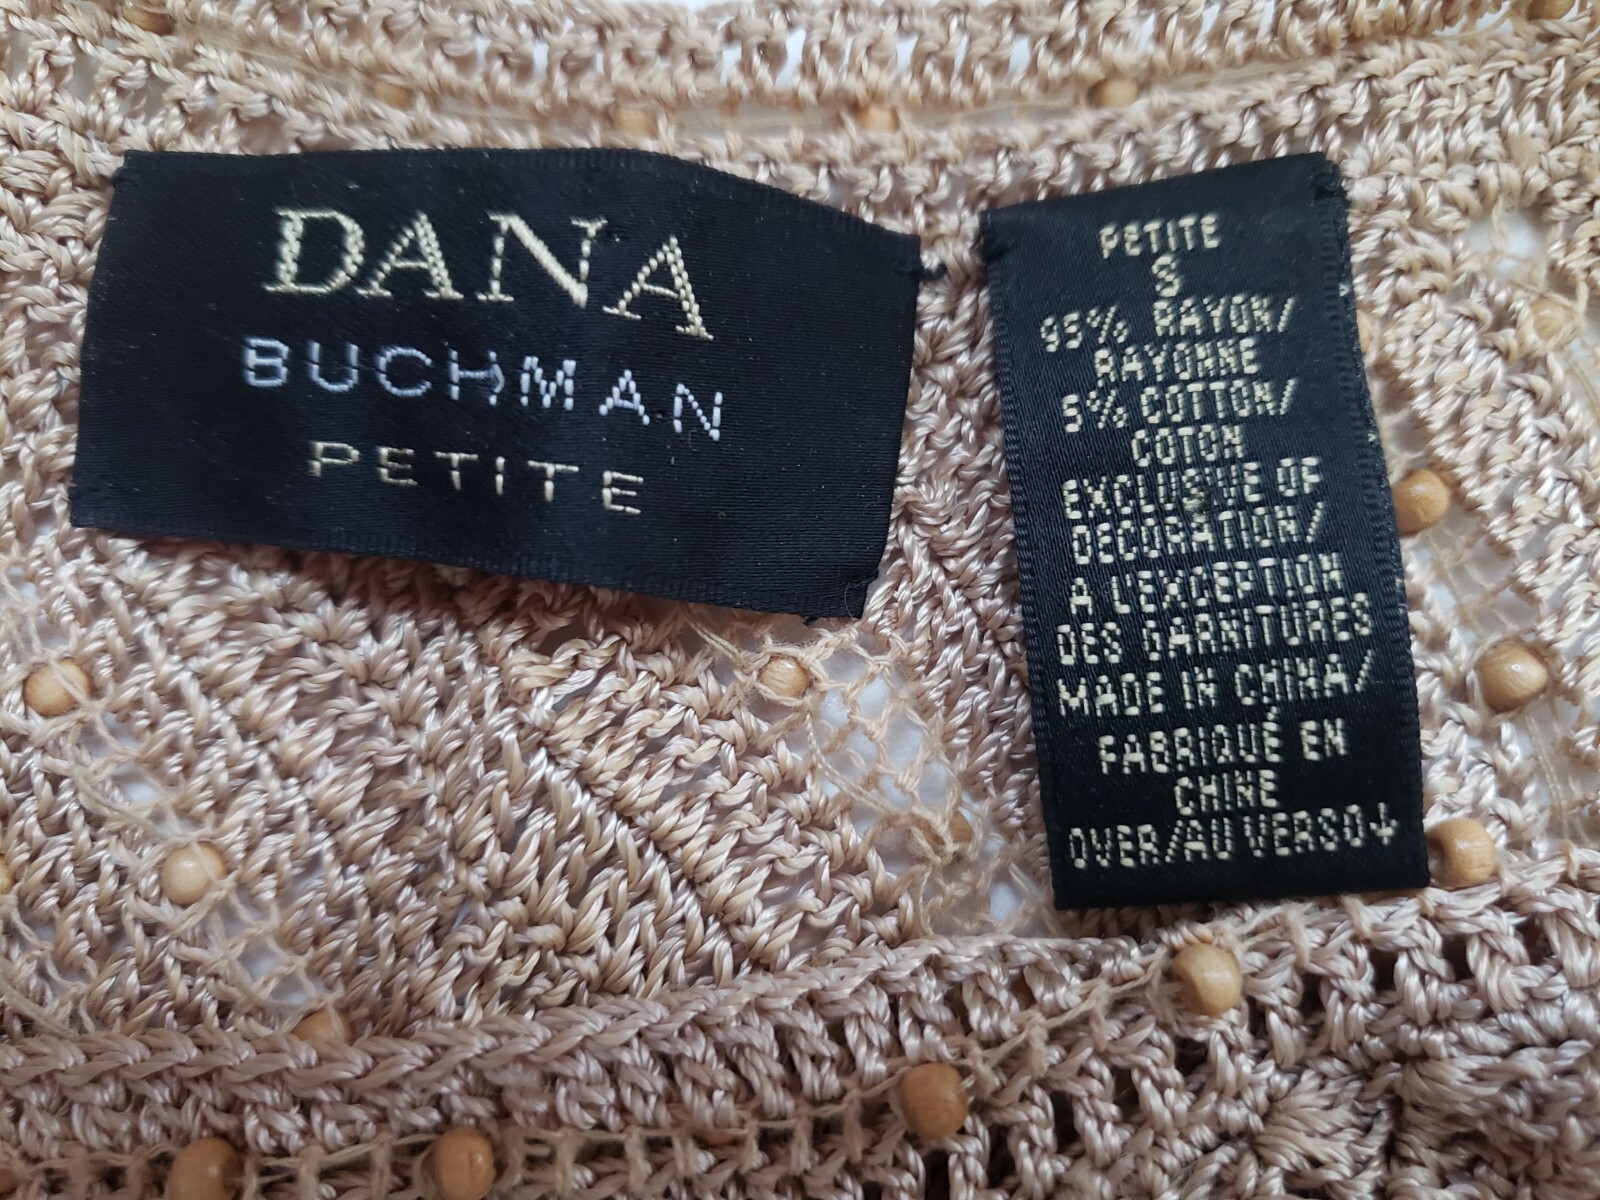 DANA
BUCHMAN
PETITE
PETITE
S
95% RAYON/
RAYONNE
5% COTTON/
COTON
EXCLUSIVE OF
DECORATION/
A L'EXCEPTION
DES GARNITURES
MADE IN CHINA/
FABRIQUÉ EN
CHINE
OVER/AU VERSO↓